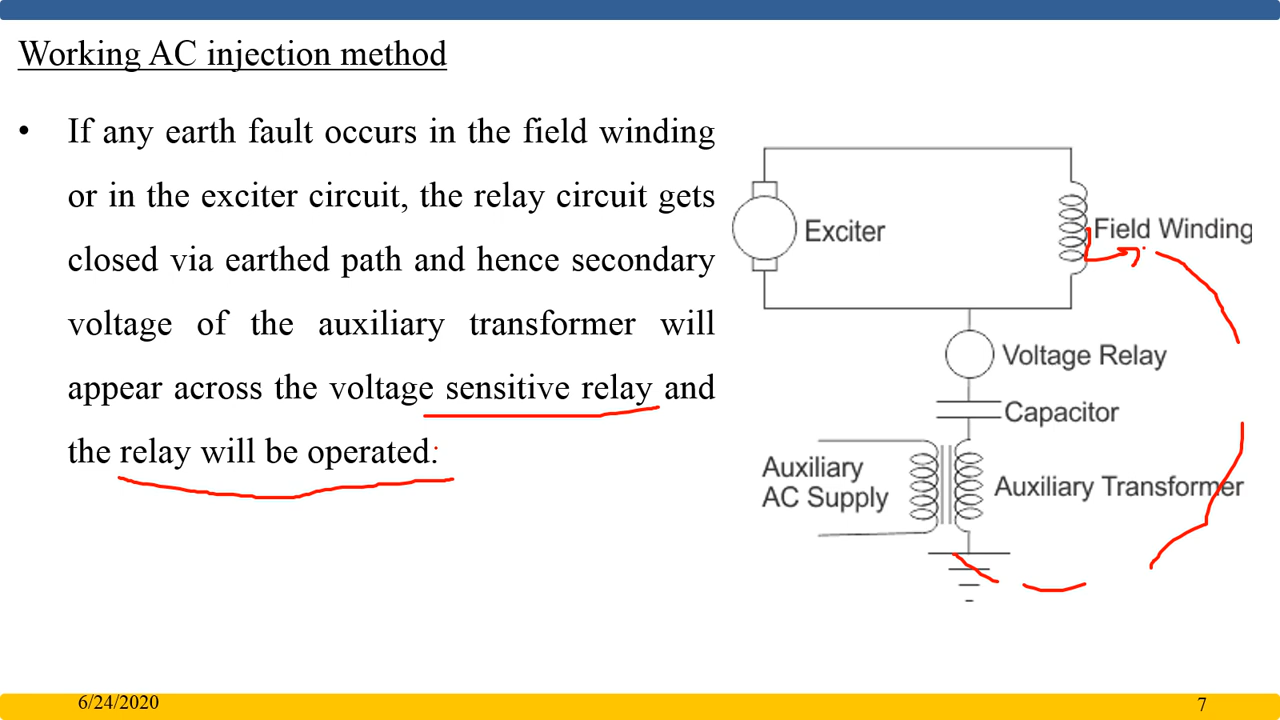 Working AC injection method
• If any earth fault occurs in the field winding
or in the exciter circuit, the relay circuit gets
closed via earthed path and hence secondary
voltage of the auxiliary transformer will
appear across the voltage sensitive relay and
the relay will be operated.
Exciter
Field Winding
Voltage Relay
Capacitor
Auxiliary
AC Supply
Auxiliary Transformer
6/24/2020
7